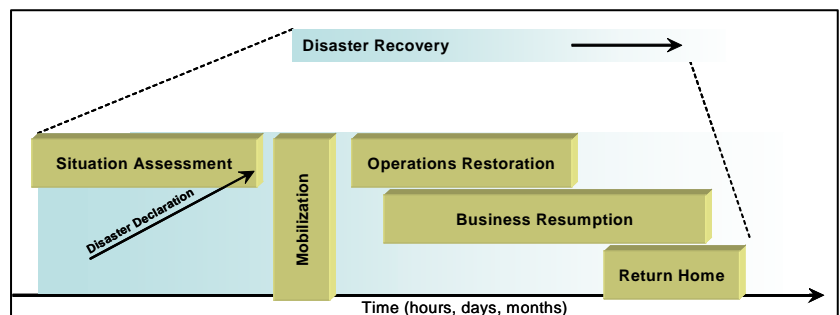 Disaster Recovery
Situation Assessment
Disaster Declaration
Mobilization
Operations Restoration
Business Resumption
Return Home
Time (hours, days, months)